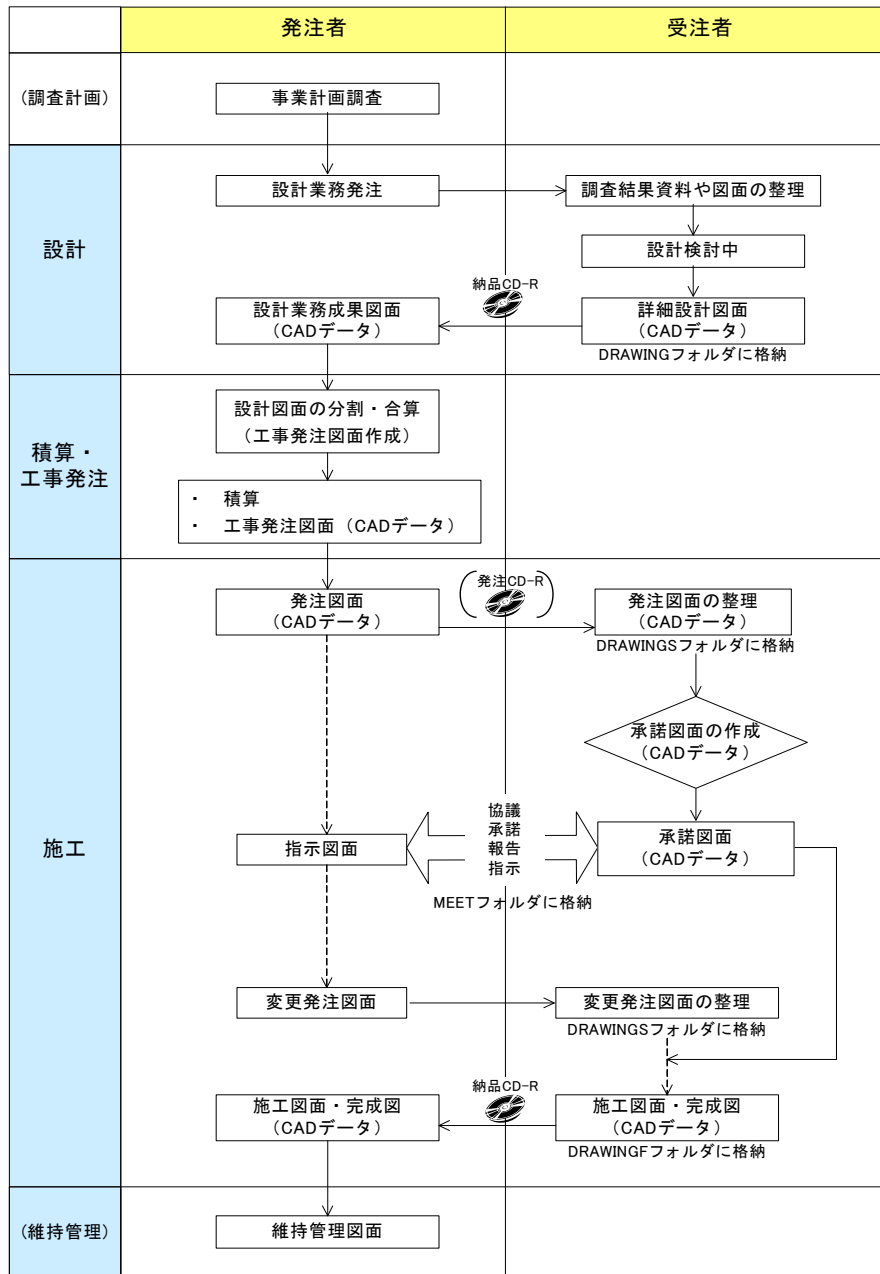 発注者
受注者
(調査計画)
事業計画調査
設計
設計業務発注
調査結果資料や図面の整理
設計検討中
納品CD-R
設計業務成果図面
(CADデータ)
詳細設計図面
(CADデータ)
DRAWINGフォルダに格納
積算・
工事発注
設計図面の分割・合算
(工事発注図面作成)
・ 積算
・ 工事発注図面 (CADデータ)
施工
発注図面
(CADデータ)
(発注CD-R)
発注図面の整理
(CADデータ)
DRAWINGSフォルダに格納
承諾図面の作成
(CADデータ)
指示図面
協議
承諾
報告
指示
承諾図面
(CADデータ)
MEETフォルダに格納
変更発注図面
変更発注図面の整理
DRAWINGSフォルダに格納
納品CD-R
施工図面・完成図
(CADデータ)
施工図面・完成図
(CADデータ)
DRAWINGFフォルダに格納
(維持管理)
維持管理図面